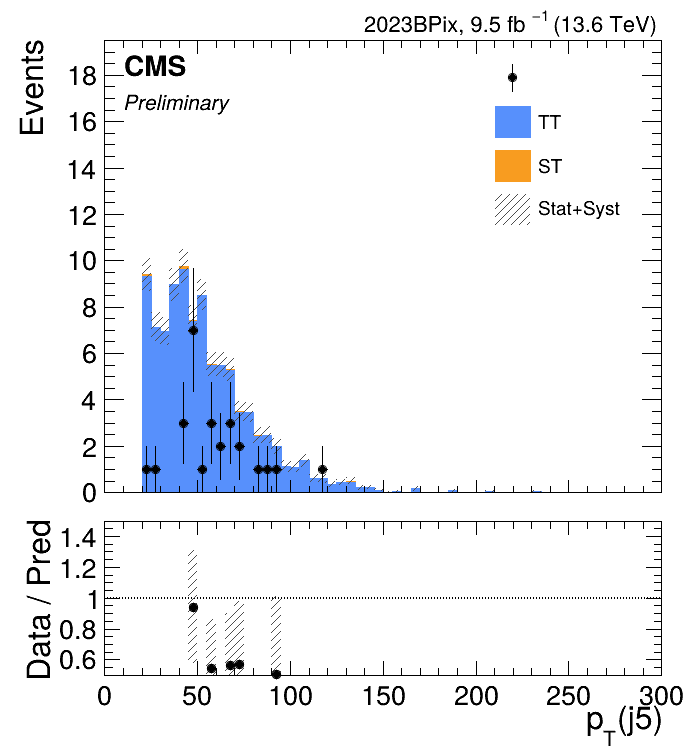 2023BPix, 9.5 fb⁻¹ (13.6 TeV)
CMS
Preliminary
Events
18
16
14
12
10
8
6
4
2
0
TT
ST
Stat+Syst
Data / Pred
1.4
1.2
1
0.8
0.6
0 50 100 150 200 250 300
p_T(j5)